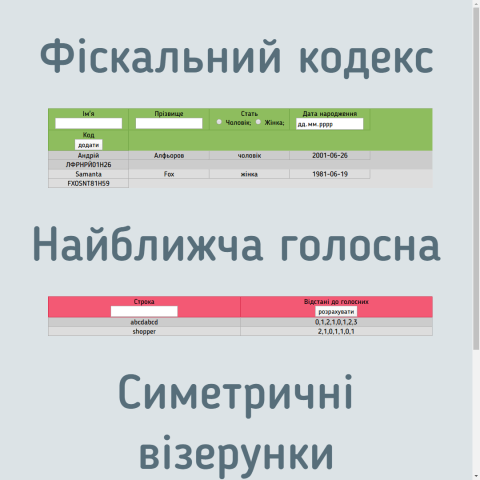 Фіскальний кодекс
Ім'я Прізвище Стать Дата народження
Чоловік; Жінка; дд.мм.рррр
Код
додати
Андрій Алфьоров чоловік 2001-06-26
ЛФРНРЙ01H26
Samanta Fox жінка 1981-06-19
FX0SNT81H59
Найближча голосна
Строка Відстані до голосних
розрахувати
abcdabcd 0,1,2,1,0,1,2,3
shopper 2,1,0,1,1,0,1
Симетричні
візерунки